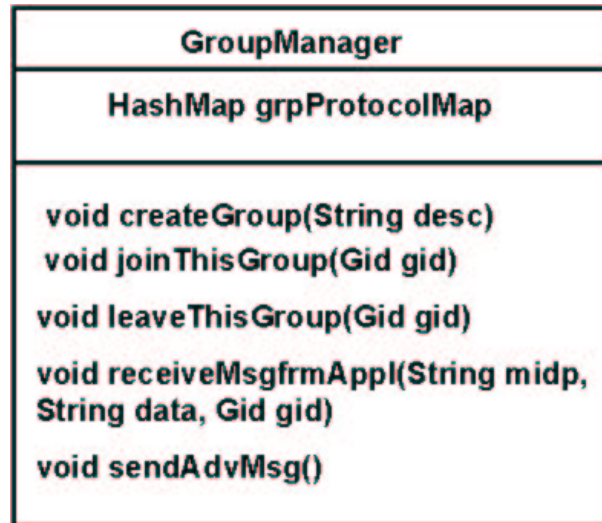 GroupManager
HashMap grpProtocolMap
void createGroup(String desc)
void joinThisGroup(Gid gid)
void leaveThisGroup(Gid gid)
void receiveMsgfrmAppl(String midp,
String data, Gid gid)
void sendAdvMsg()